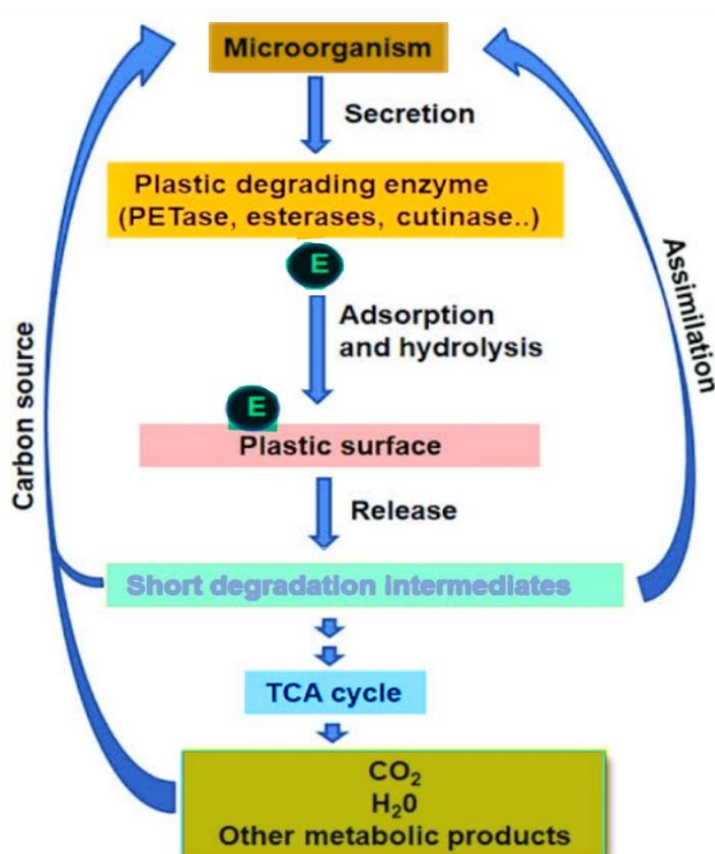 Microorganism
Secretion
Plastic degrading enzyme
(PETase, esterases, cutinase..)
E
Adsorption
and hydrolysis
E
Plastic surface
Release
Short degradation intermediates
TCA cycle
CO₂
H₂0
Other metabolic products
Carbon source
Assimilation